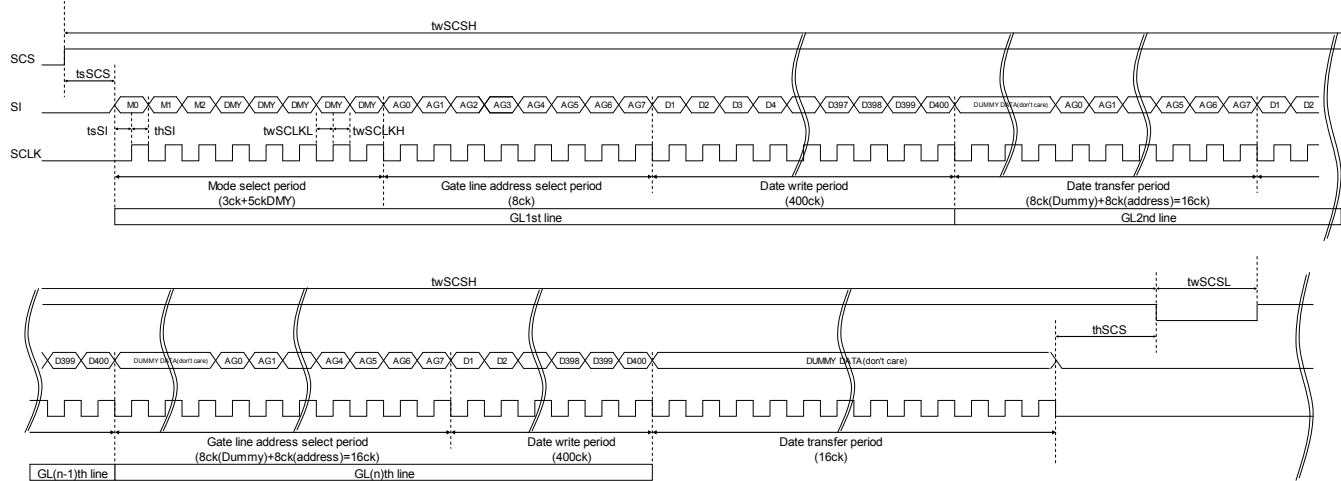 twSCSH
SCS
tsSCS
SI M0 M1 M2 DMY DMY DMY DMY DMY AG0 AG1 AG2 AG3 AG4 AG5 AG6 AG7 D1 D2 D3 D4 D397 D398 D399 D400 DUMMY DATA(don't care) AG0 AG1 AG5 AG6 AG7 D1 D2
tsSI thSI twSCLKL twSCLKH
SCLK
Mode select period Gate line address select period Date write period Date transfer period
(3ck+5ckDMY) (8ck) (400ck) (8ck(Dummy)+8ck(address)=16ck)
GL1st line GL2nd line
twSCSH twSCSL
thSCS
D399 D400 DUMMY DATA(don't care) AG0 AG1 AG4 AG5 AG6 AG7 D1 D2 D398 D399 D400 DUMMY DATA(don't care)
Gate line address select period Date write period Date transfer period
(8ck(Dummy)+8ck(address)=16ck) (400ck) (16ck)
GL(n-1)th line GL(n)th line